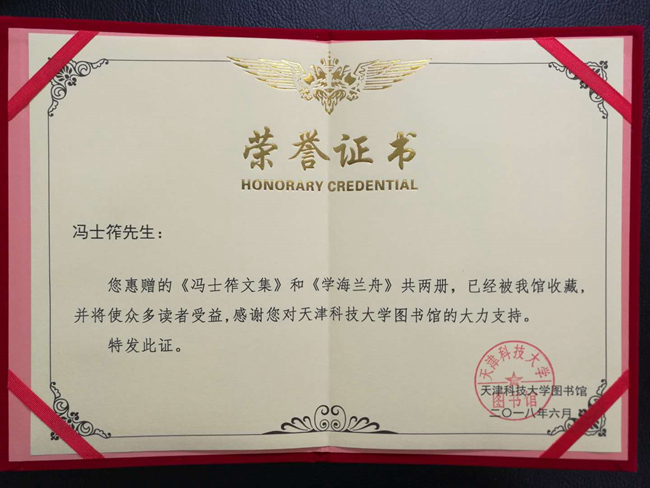 荣誉证书
HONORARY CREDENTIAL
冯士筰先生：
您惠赠的《冯士筰文集》和《学海兰舟》共两册，已经被我馆收藏，
并将使众多读者受益,感谢您对天津科技大学图书馆的大力支持。
特发此证。
天津科技大学
图书馆
天津科技大学图书馆
二〇一八年六月